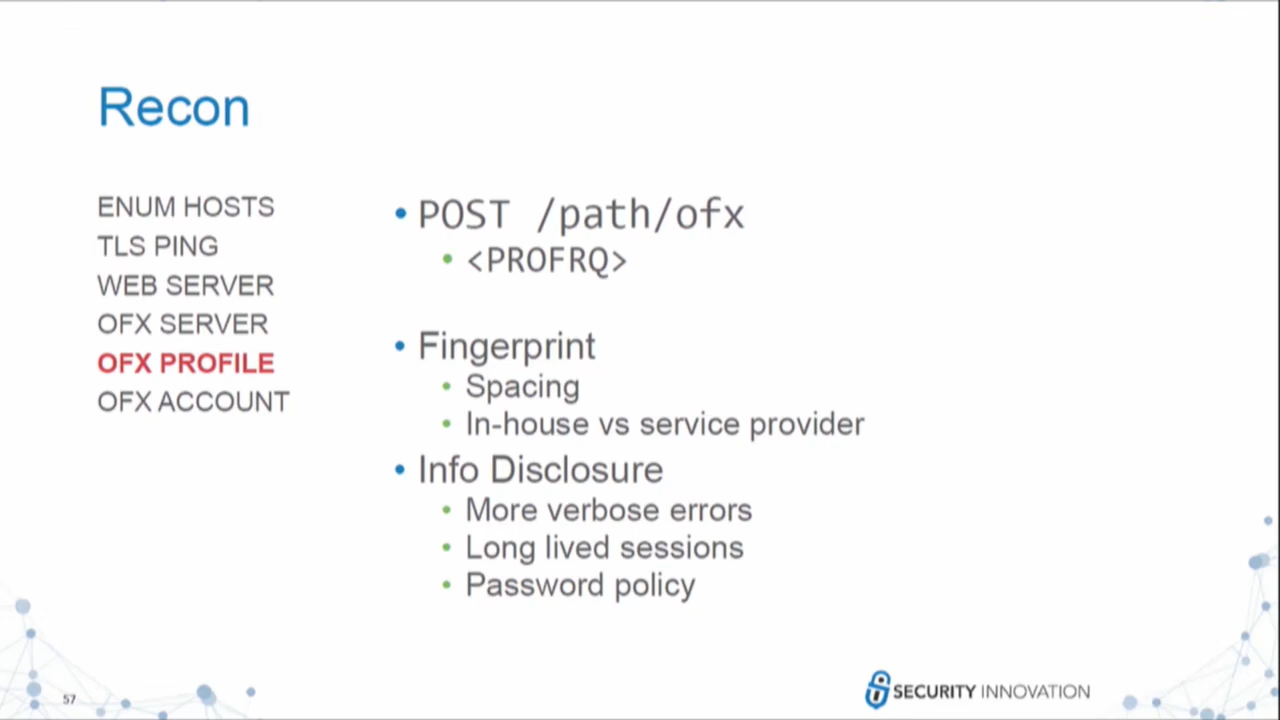 Recon
ENUM HOSTS
TLS PING
WEB SERVER
OFX SERVER
OFX PROFILE
OFX ACCOUNT
• POST /path/ofx
• <PROFRQ>
• Fingerprint
• Spacing
• In-house vs service provider
• Info Disclosure
• More verbose errors
• Long lived sessions
• Password policy
57
SECURITY INNOVATION